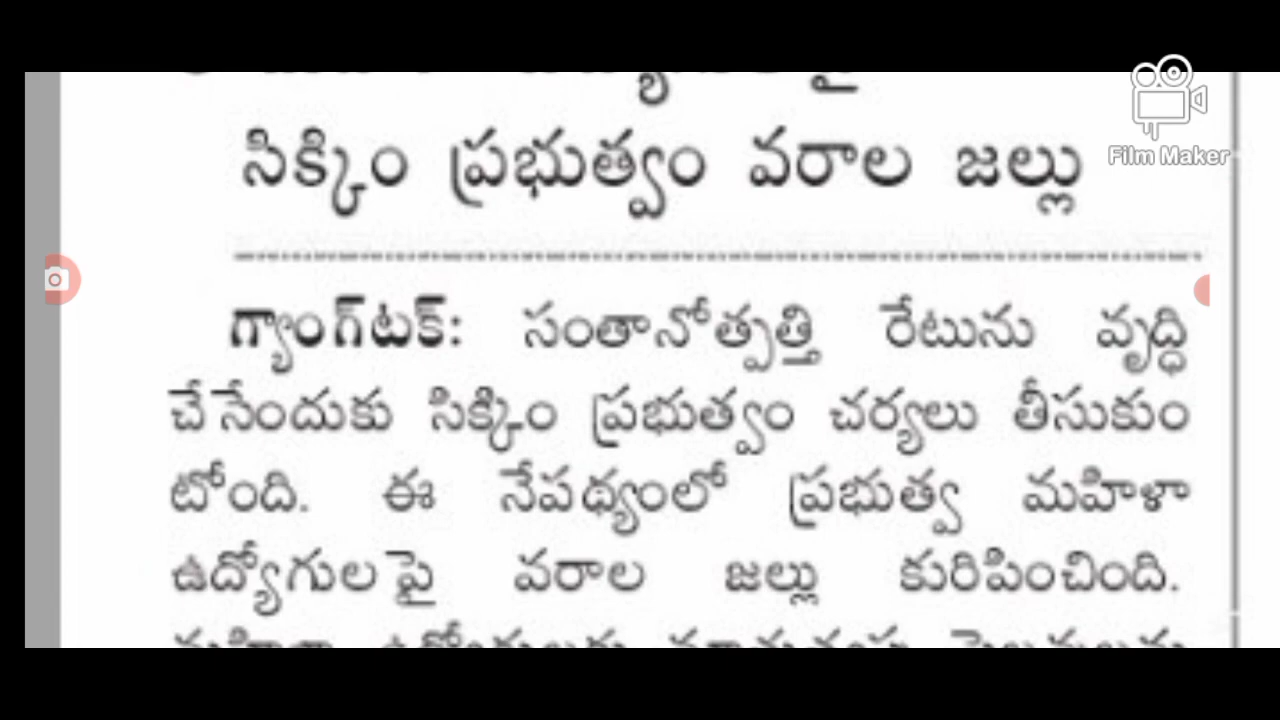 సిక్కిం ప్రభుత్వం వరాల జల్లు
Film Maker
గ్యాంగ్‌టక్: సంతానోత్పత్తి రేటును వృద్ధి
చేసేందుకు సిక్కిం ప్రభుత్వం చర్యలు తీసుకుం
టోంది. ఈ నేపథ్యంలో ప్రభుత్వ మహిళా
ఉద్యోగులపై వరాల జల్లు కురిపించింది.